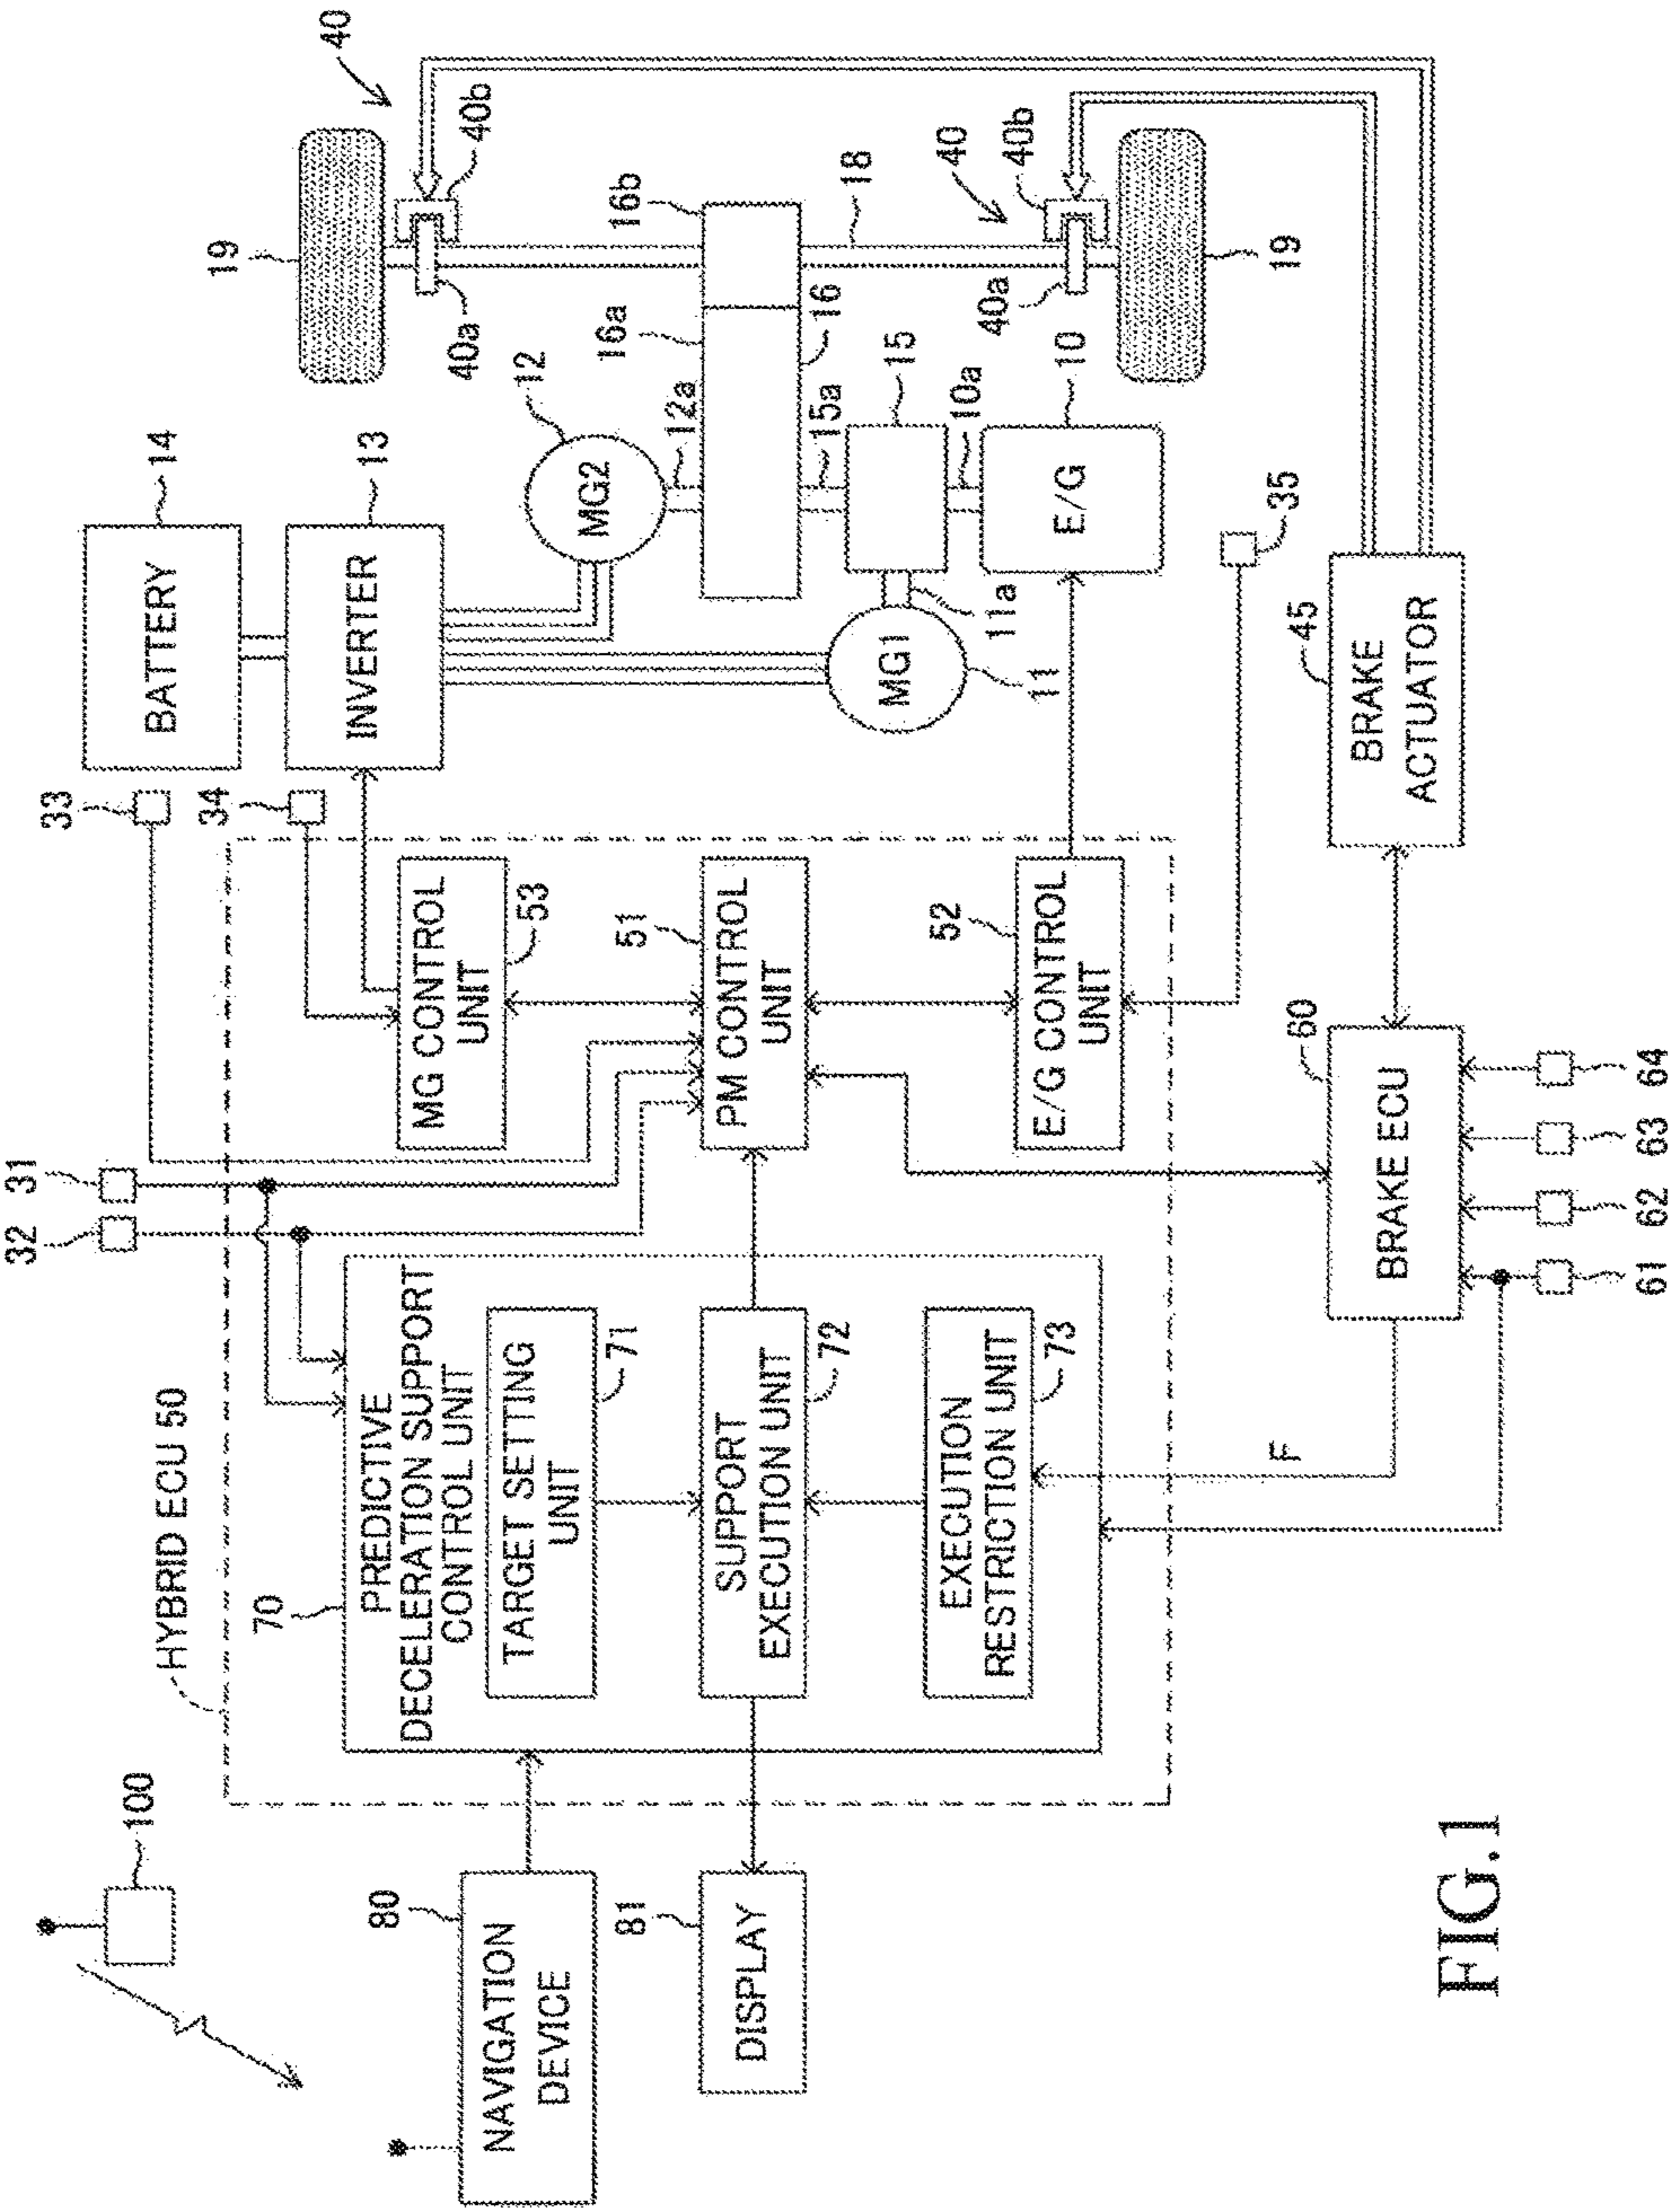 100
HYBRID ECU 50
32
31
33
34
14
BATTERY
13
INVERTER
19
40
40b
40a
12
MG2
12a
16a
16b
16
15a
15
18
MG1
11
11a
10a
10
E/G
40
40b
40a
19
35
80
NAVIGATION
DEVICE
81
DISPLAY
70
PREDICTIVE
DECELERATION SUPPORT
CONTROL UNIT
TARGET SETTING
UNIT
71
SUPPORT
EXECUTION UNIT
72
EXECUTION
RESTRICTION UNIT
73
MG CONTROL
UNIT
53
51
PM CONTROL
UNIT
52
E/G CONTROL
UNIT
F
60
BRAKE ECU
45
BRAKE
ACTUATOR
61
62
63
64
FIG.1